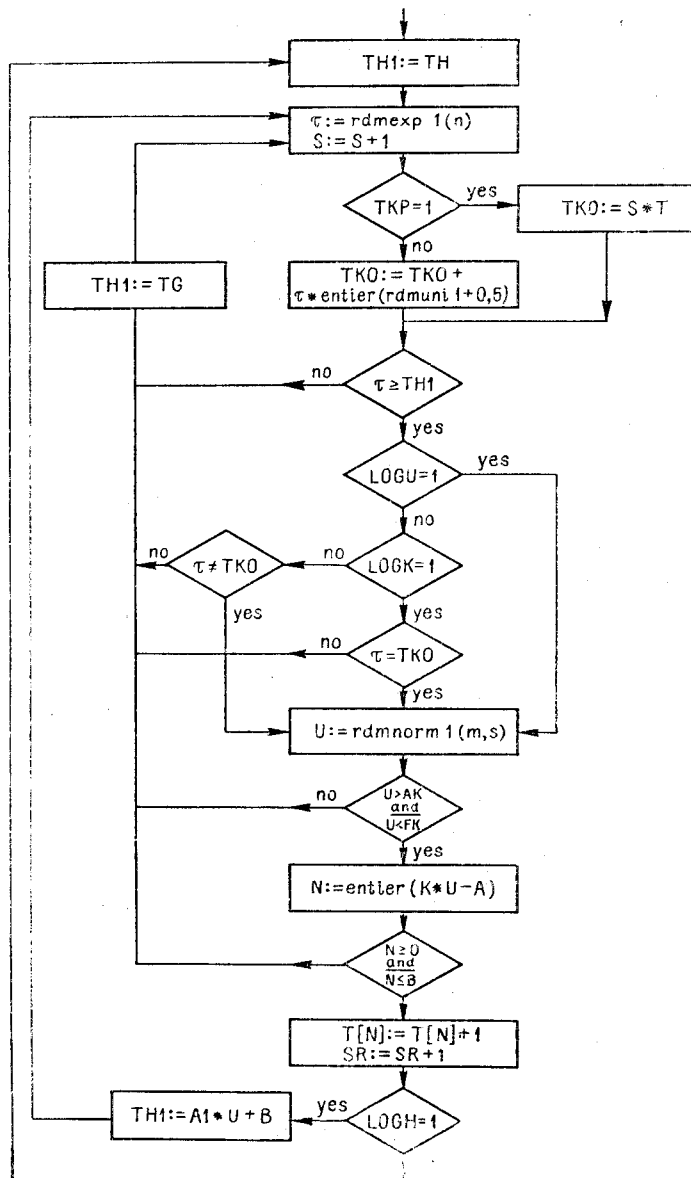 TH1:= TH
τ:= rdmexp 1(n)
S:= S+1
TKP=1
yes
TKO:= S*T
no
TH1:= TG
TKO:= TKO+
τ*entier(rdmuni 1+0,5)
no
τ≥TH1
yes
LOGU=1
yes
no
no
τ≠TKO
no
LOGK=1
yes
yes
no
τ=TKO
yes
U:=rdmnorm 1(m,s)
no
U>AK
and
U<FK
yes
N:=entier(K*U-A)
N≥0
and
N≤B
T[N]:= T[N]+1
SR:= SR+1
TH1:= A1*U+B
yes
LOGH=1